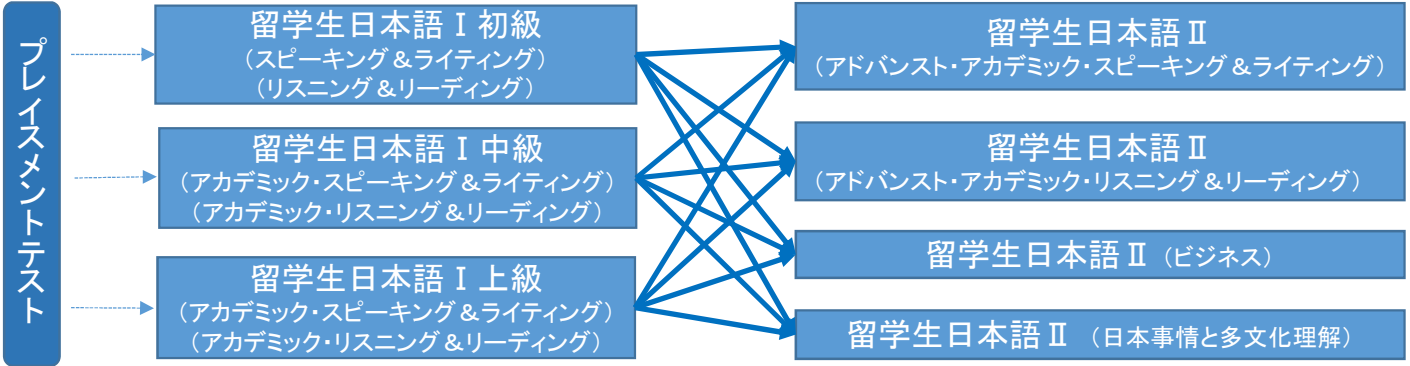 プレイスメントテスト
留学生日本語Ⅰ初級
（スピーキング＆ライティング）
（リスニング＆リーディング）
留学生日本語Ⅰ中級
（アカデミック・スピーキング＆ライティング）
（アカデミック・リスニング＆リーディング）
留学生日本語Ⅰ上級
（アカデミック・スピーキング＆ライティング）
（アカデミック・リスニング＆リーディング）
留学生日本語Ⅱ
（アドバンスト・アカデミック・スピーキング＆ライティング）
留学生日本語Ⅱ
（アドバンスト・アカデミック・リスニング＆リーディング）
留学生日本語Ⅱ（ビジネス）
留学生日本語Ⅱ（日本事情と多文化理解）